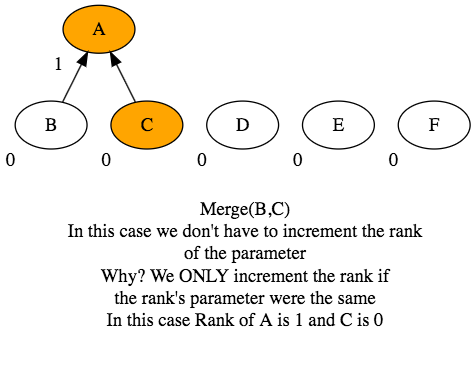 A
1
B C D E F
0 0 0 0 0
Merge(B,C)
In this case we don't have to increment the rank
of the parameter
Why? We ONLY increment the rank if
the rank's parameter were the same
In this case Rank of A is 1 and C is 0